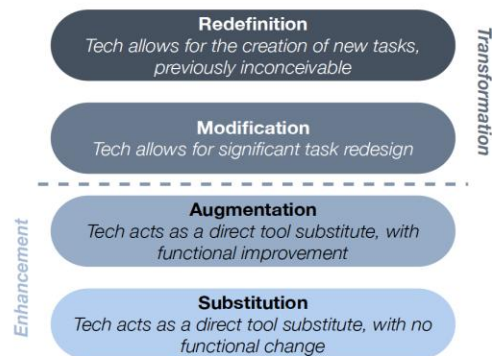 Redefinition
Tech allows for the creation of new tasks,
previously inconceivable
Modification
Tech allows for significant task redesign
Transformation
Augmentation
Tech acts as a direct tool substitute, with
functional improvement
Substitution
Tech acts as a direct tool substitute, with no
functional change
Enhancement